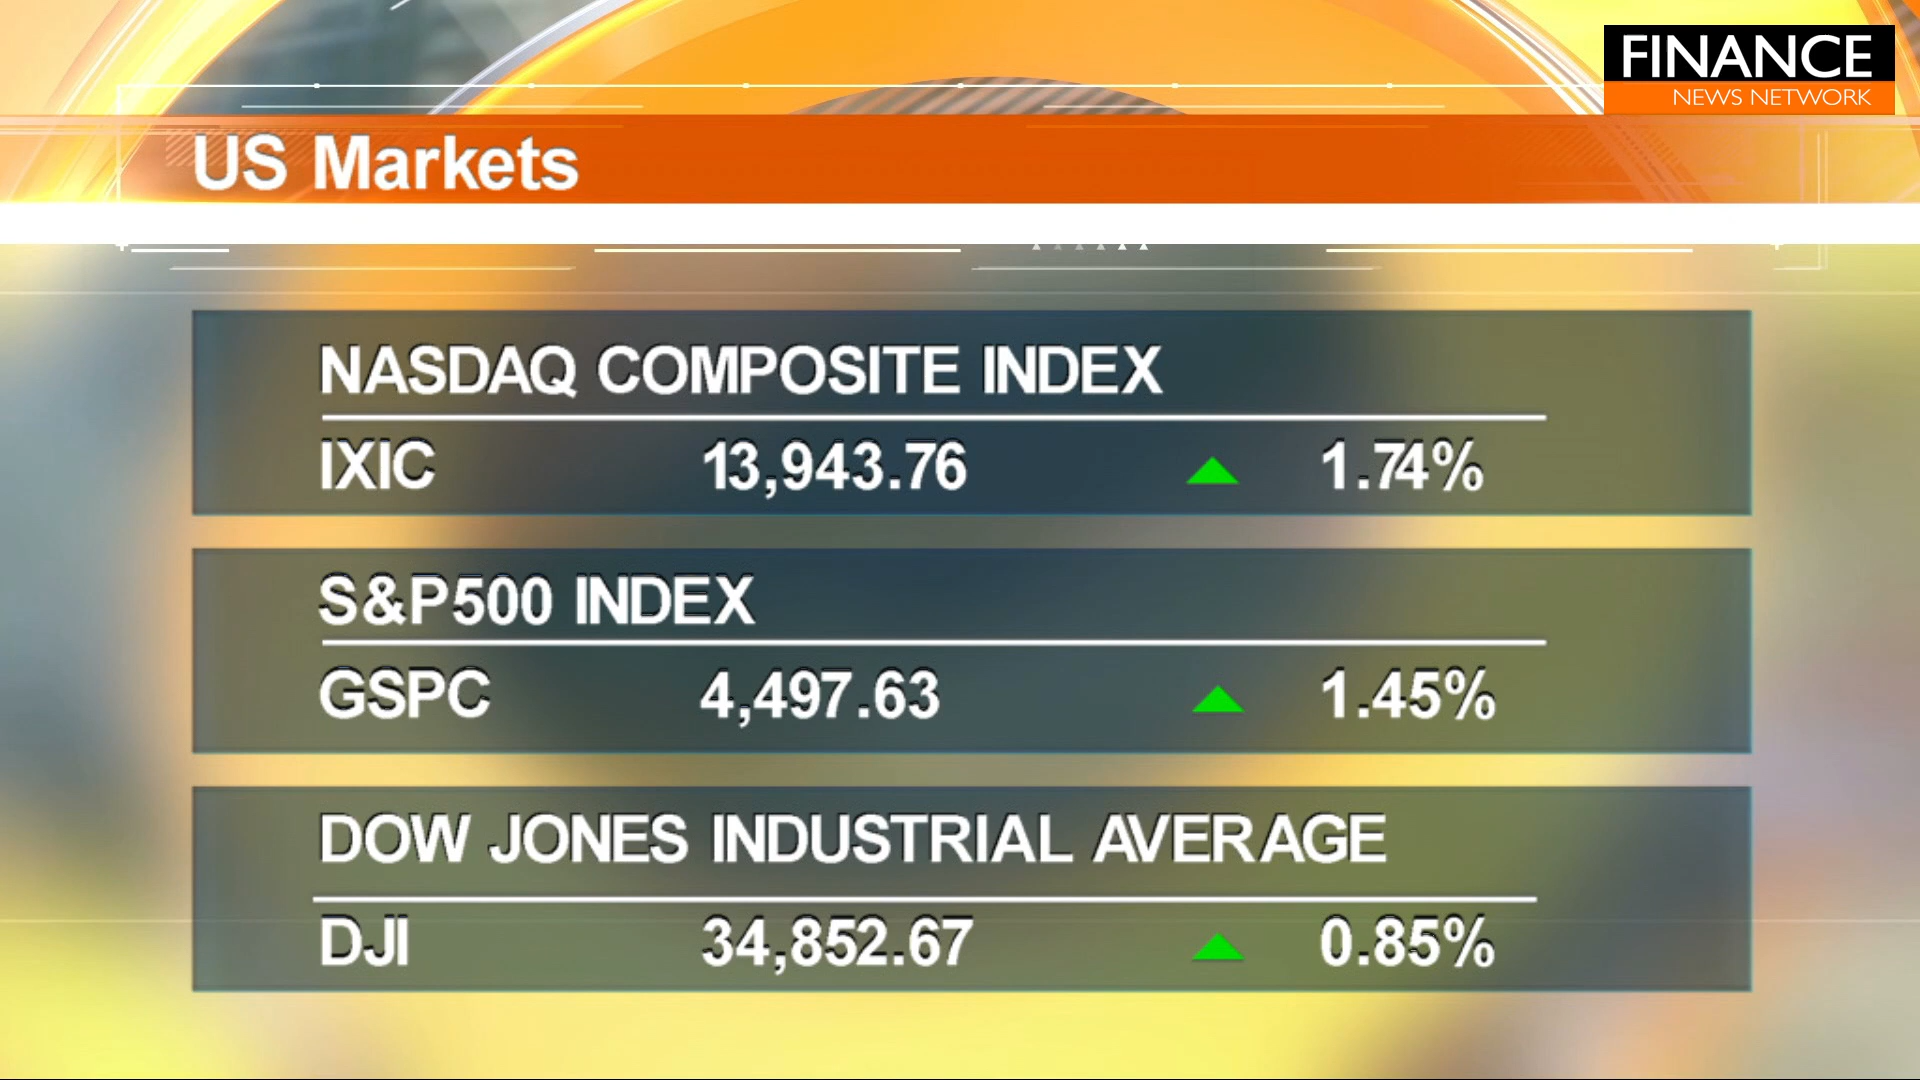 FINANCE
NEWS NETWORK
US Markets
NASDAQ COMPOSITE INDEX
IXIC 13,943.76 ▲ 1.74%
S&P500 INDEX
GSPC 4,497.63 ▲ 1.45%
DOW JONES INDUSTRIAL AVERAGE
DJI 34,852.67 ▲ 0.85%